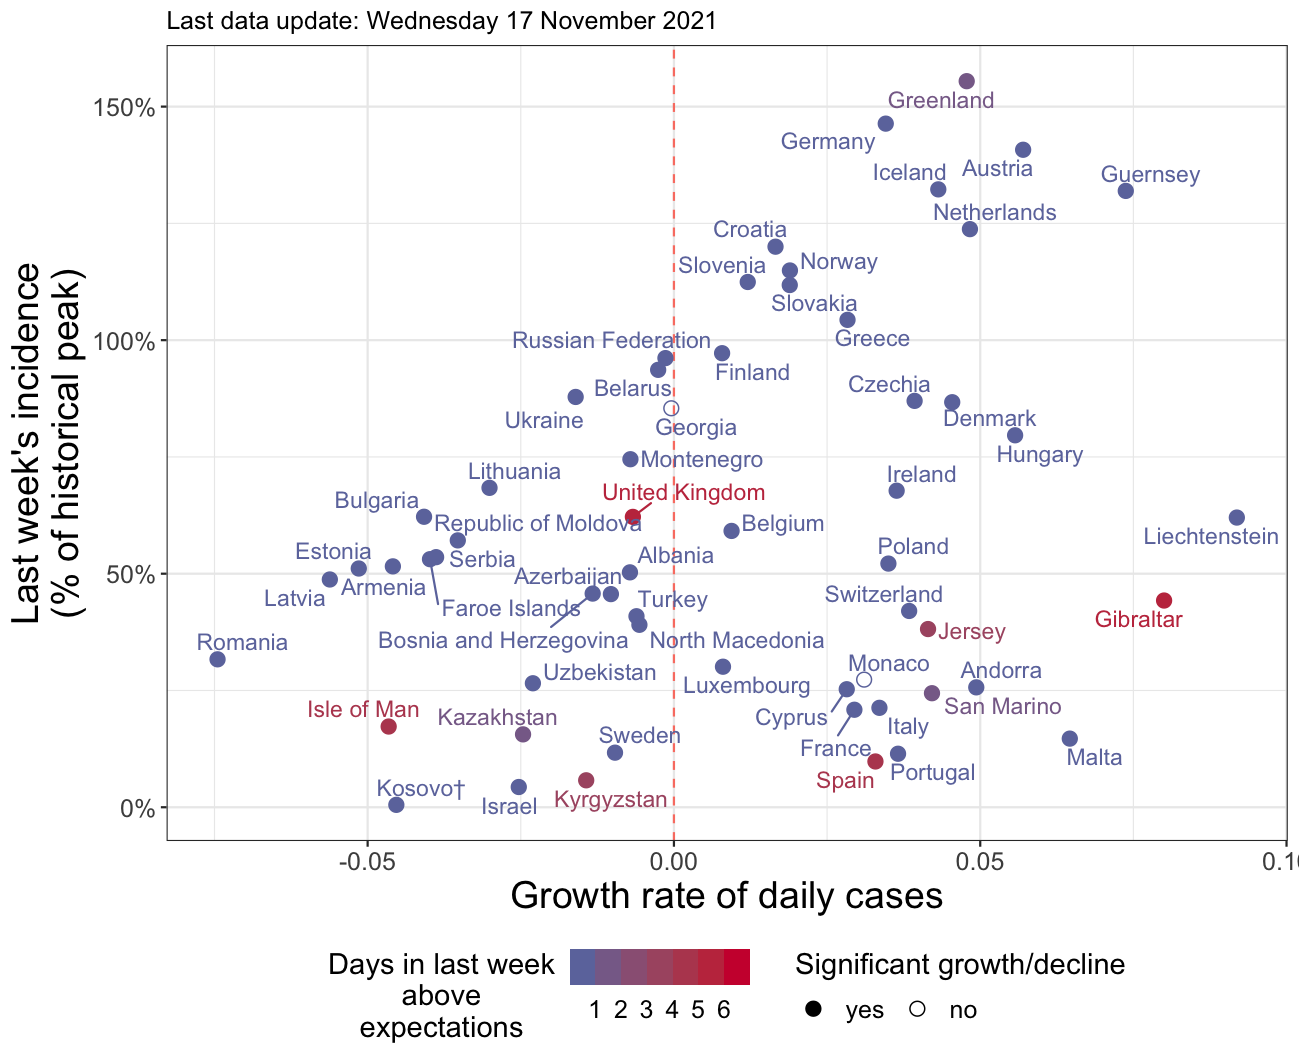 Last data update: Wednesday 17 November 2021
Last week's incidence
(% of historical peak)
150%
100%
50%
0%
Greenland
Germany
Austria
Iceland
Guernsey
Netherlands
Croatia
Norway
Slovenia
Slovakia
Greece
Russian Federation
Finland
Belarus
Czechia
Ukraine
Denmark
Georgia
Hungary
Montenegro
Lithuania
Ireland
United Kingdom
Bulgaria
Republic of Moldova
Belgium
Liechtenstein
Estonia
Serbia
Albania
Poland
Armenia
Azerbaijan
Latvia
Faroe Islands
Turkey
Switzerland
Gibraltar
Jersey
Romania
Bosnia and Herzegovina
North Macedonia
Monaco
Andorra
Uzbekistan
Luxembourg
Isle of Man
Kazakhstan
Cyprus
San Marino
Italy
Sweden
France
Malta
Portugal
Spain
Kosovo†
Israel
Kyrgyzstan
-0.05
0.00
0.05
0.10
Growth rate of daily cases
Days in last week
above
expectations
1 2 3 4 5 6
Significant growth/decline
yes
no